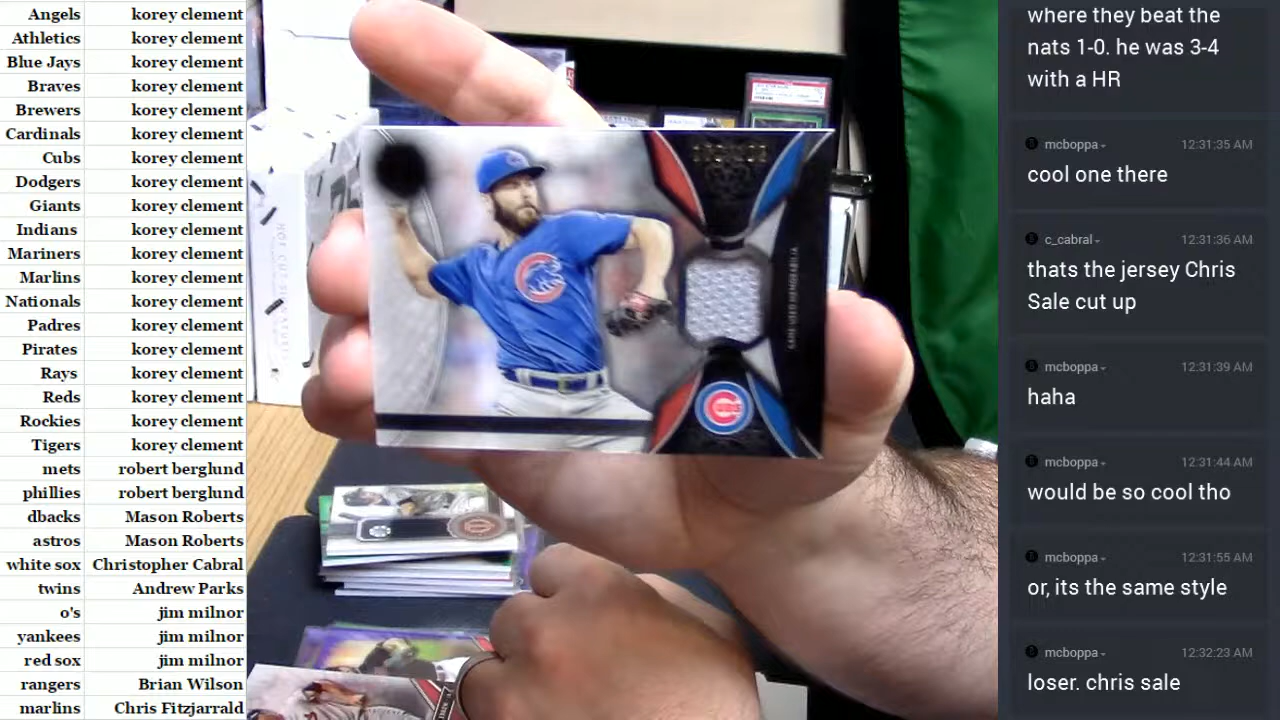 Angels korey clement
Athletics korey clement
Blue Jays korey clement
Braves korey clement
Brewers korey clement
Cardinals korey clement
Cubs korey clement
Dodgers korey clement
Giants korey clement
Indians korey clement
Mariners korey clement
Marlins korey clement
Nationals korey clement
Padres korey clement
Pirates korey clement
Rays korey clement
Reds korey clement
Rockies korey clement
Tigers korey clement
mets robert berglund
phillies robert berglund
dbacks Mason Roberts
astros Mason Roberts
white sox Christopher Cabral
twins Andrew Parks
o's jim milnor
yankees jim milnor
red sox jim milnor
rangers Brian Wilson
marlins Chris Fitzjarrald
GAME USED MEMORABILIA
CUBS
where they beat the
nats 1-0. he was 3-4
with a HR
mcboppa 12:31:35 AM
cool one there
c_cabral 12:31:36 AM
thats the jersey Chris
Sale cut up
mcboppa 12:31:39 AM
haha
mcboppa 12:31:44 AM
would be so cool tho
mcboppa 12:31:55 AM
or, its the same style
mcboppa 12:32:23 AM
loser. chris sale